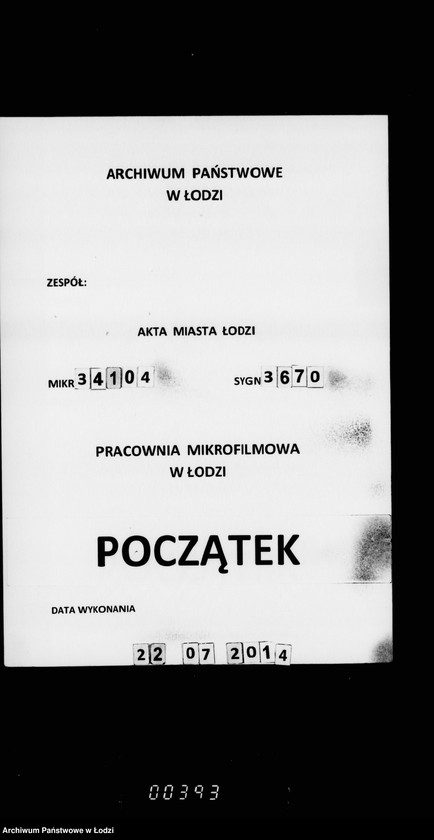 ARCHIWUM PAŃSTWOWE
W ŁODZI
ZESPÓŁ:
AKTA MIASTA ŁODZI
MIKR 34104 SYGN 3670
PRACOWNIA MIKROFILMOWA
W ŁODZI
POCZĄTEK
DATA WYKONANIA
22 07 2014
00393
Archiwum Państwowe w Łodzi